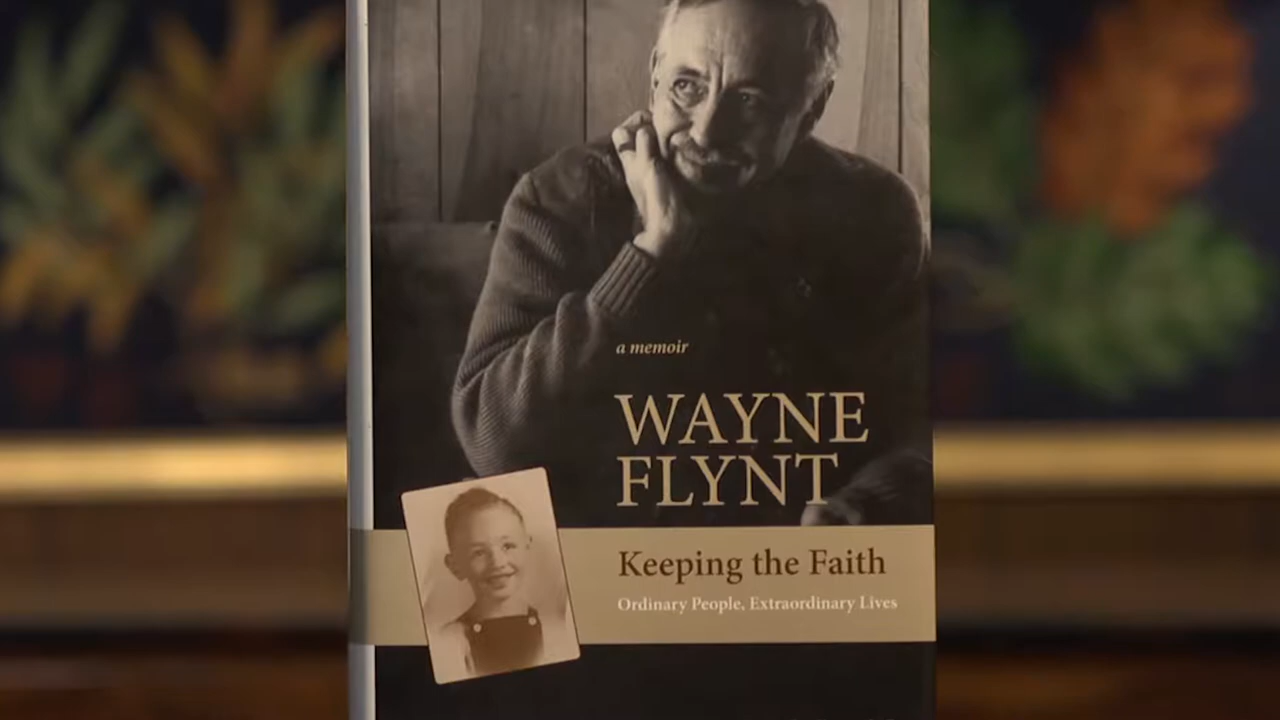 a memoir
WAYNE
FLYNT
Keeping the Faith
Ordinary People, Extraordinary Lives